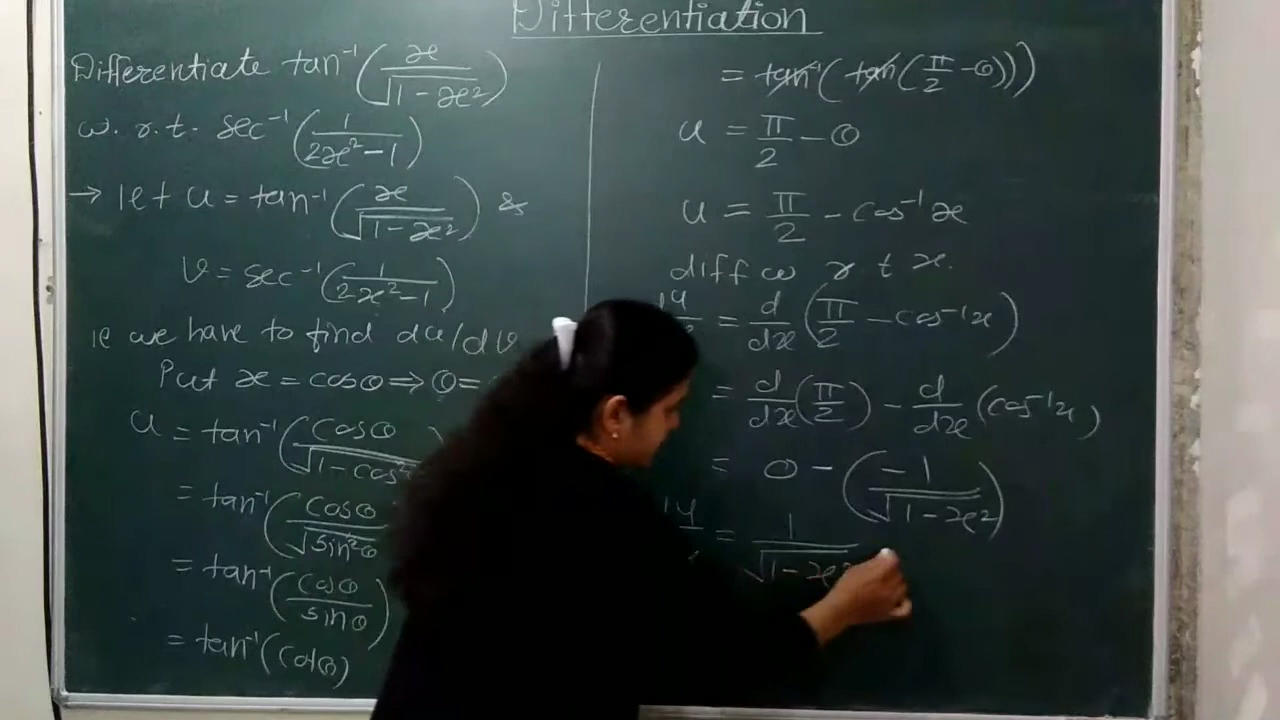 Differentiation
Differentiate tan⁻¹(x/√(1-x²))
w.r.t. sec⁻¹(1/(2x²-1))
→ let u = tan⁻¹(x/√(1-x²)) &
v = sec⁻¹(1/(2x²-1))
ie we have to find du/dv
Put x = cosθ ⇒ θ =
u = tan⁻¹(cosθ/√(1-cos²
= tan⁻¹(cosθ/√sin²θ
= tan⁻¹(cosθ/sinθ)
= tan⁻¹(cotθ)
= tan⁻¹(tan(π/2 - θ)))
u = π/2 - θ
u = π/2 - cos⁻¹x
diff w r t x.
= d/dx(π/2 - cos⁻¹x)
= d/dx(π/2) - d/dx(cos⁻¹x)
= 0 - (-1/√(1-x²))
= 1/√(1-x²